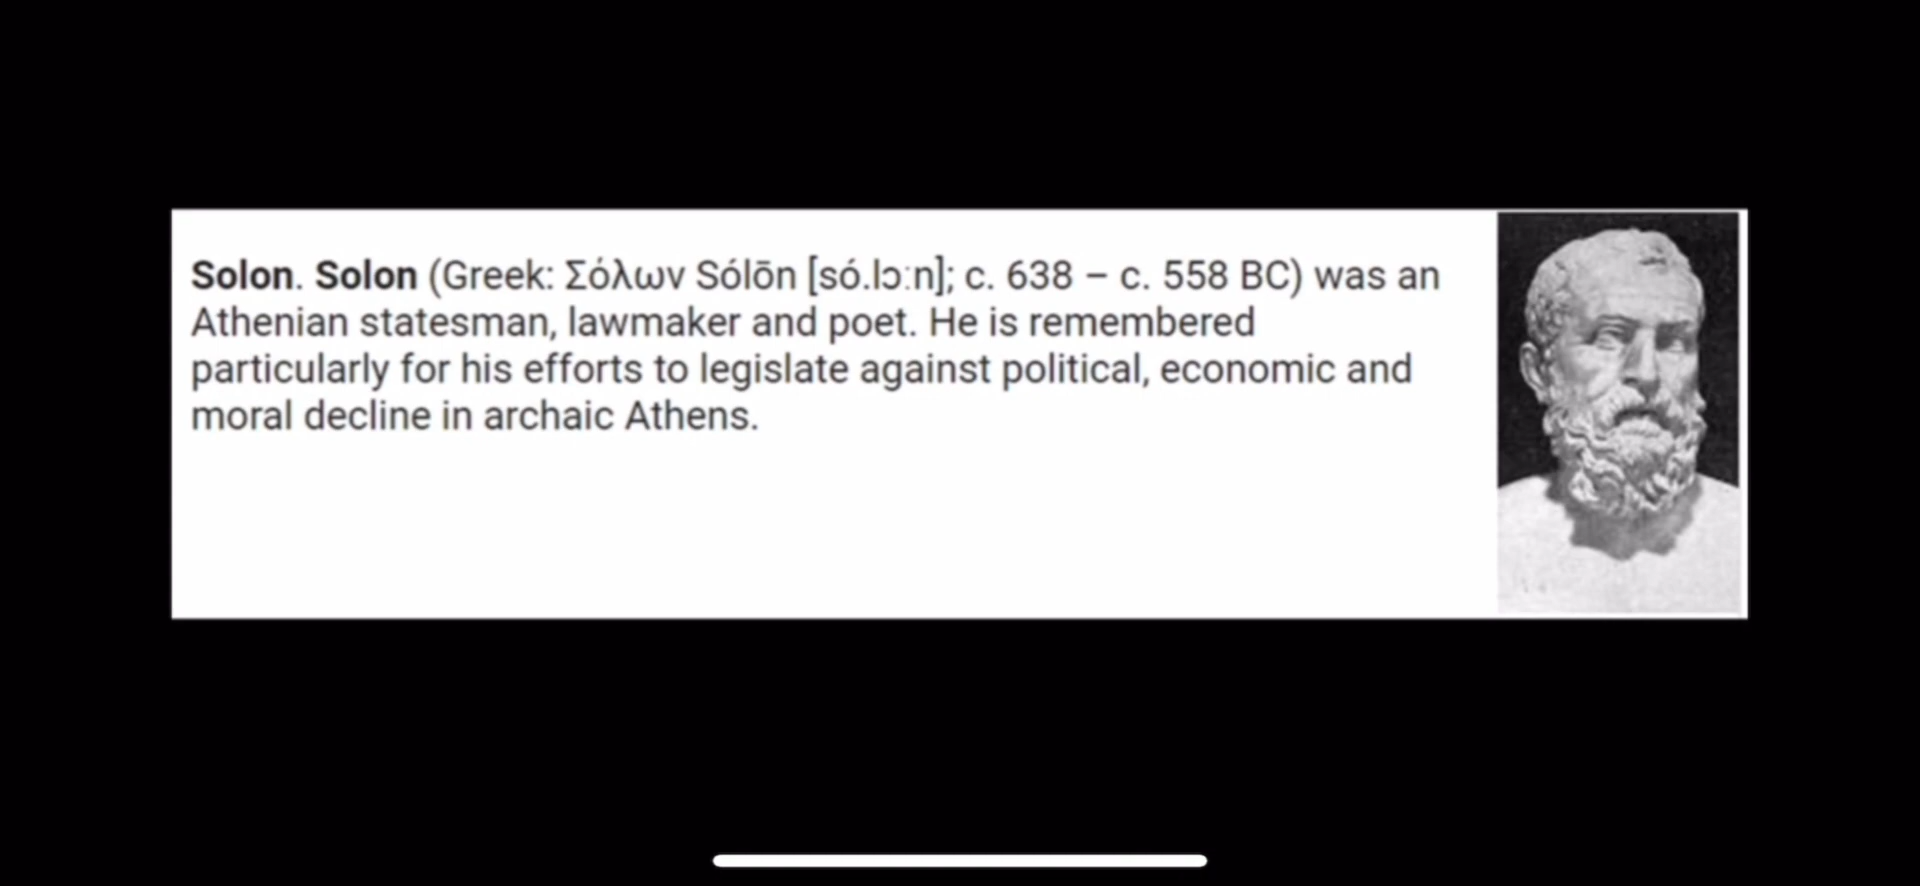 Solon. Solon (Greek: Σόλων Sólōn [só.lɔːn]; c. 638 – c. 558 BC) was an
Athenian statesman, lawmaker and poet. He is remembered
particularly for his efforts to legislate against political, economic and
moral decline in archaic Athens.